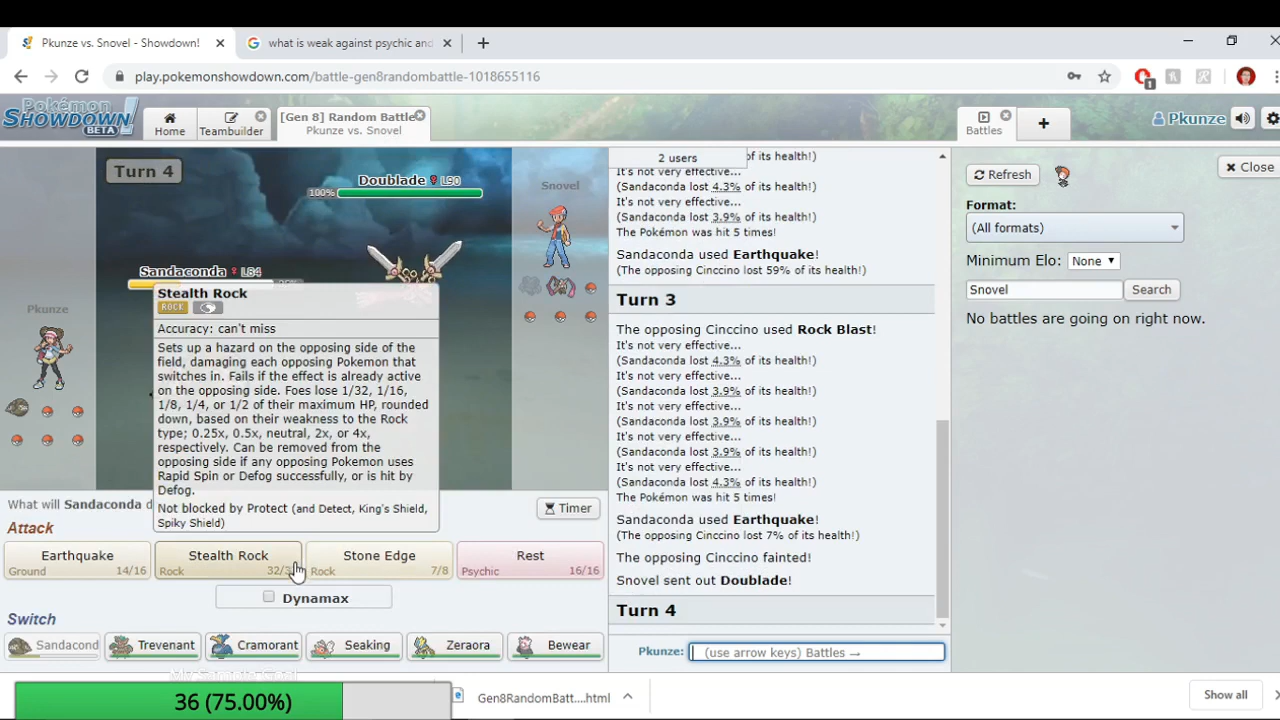 Pkunze vs. Snovel - Showdown!
what is weak against psychic and
play.pokemonshowdown.com/battle-gen8randombattle-1018655116
1
Pokémon
SHOWDOWN!
BETA
Home
Teambuilder
[Gen 8] Random Battle
Pkunze vs. Snovel
Battles
Pkunze
Turn 4
Doublade L90
100%
Snovel
Sandaconda L84
Pkunze
Stealth Rock
ROCK
Accuracy: can't miss
Sets up a hazard on the opposing side of the
field, damaging each opposing Pokemon that
switches in. Fails if the effect is already active
on the opposing side. Foes lose 1/32, 1/16,
1/8, 1/4, or 1/2 of their maximum HP, rounded
down, based on their weakness to the Rock
type; 0.25x, 0.5x, neutral, 2x, or 4x,
respectively. Can be removed from the
opposing side if any opposing Pokemon uses
Rapid Spin or Defog successfully, or is hit by
Defog.
Not blocked by Protect (and Detect, King's Shield,
Spiky Shield)
What will Sandaconda d
Timer
Attack
Earthquake
Ground 14/16
Stealth Rock
Rock 32/3
Stone Edge
Rock 7/8
Rest
Psychic 16/16
Dynamax
Switch
Sandacond
Trevenant
Cramorant
Seaking
Zeraora
Bewear
2 users
of its health!)
It's not very effective...
(Sandaconda lost 4.3% of its health!)
It's not very effective...
(Sandaconda lost 3.9% of its health!)
The Pokémon was hit 5 times!
Sandaconda used Earthquake!
(The opposing Cinccino lost 59% of its health!)
Turn 3
The opposing Cinccino used Rock Blast!
It's not very effective...
(Sandaconda lost 4.3% of its health!)
It's not very effective...
(Sandaconda lost 3.9% of its health!)
It's not very effective...
(Sandaconda lost 3.9% of its health!)
It's not very effective...
(Sandaconda lost 3.9% of its health!)
It's not very effective...
(Sandaconda lost 4.3% of its health!)
The Pokémon was hit 5 times!
Sandaconda used Earthquake!
(The opposing Cinccino lost 7% of its health!)
The opposing Cinccino fainted!
Snovel sent out Doublade!
Turn 4
Pkunze: (use arrow keys) Battles →
Refresh
Close
Format:
(All formats)
Minimum Elo: None
Snovel
Search
No battles are going on right now.
36 (75.00%)
Gen8RandomBatt....html
Show all